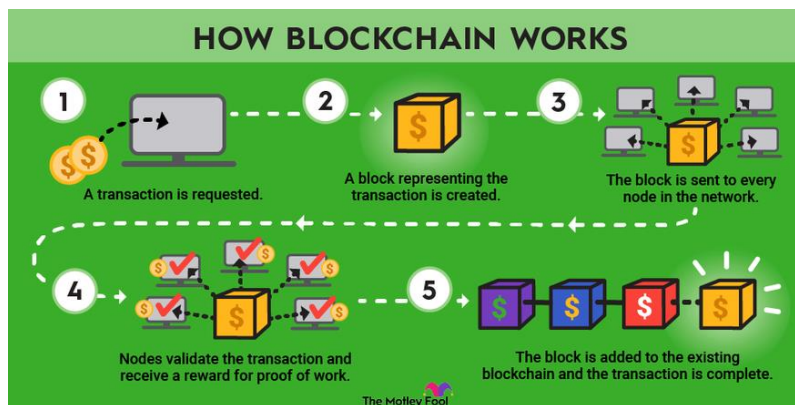 HOW BLOCKCHAIN WORKS
1
A transaction is requested.
2
A block representing the
transaction is created.
3
The block is sent to every
node in the network.
4
Nodes validate the transaction and
receive a reward for proof of work.
5
The block is added to the existing
blockchain and the transaction is complete.
The Motley Fool